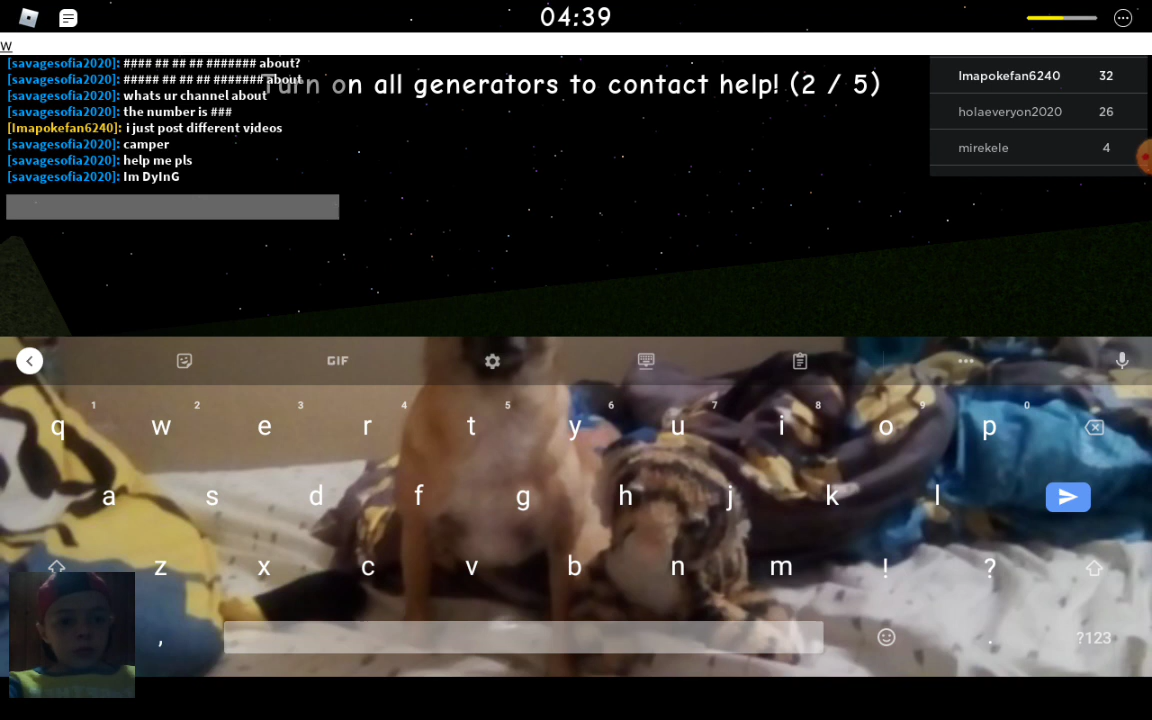 04:39
w
[savagesofia2020]: #### ## ## ## ####### about?
[savagesofia2020]: ##### ## ## ## ####### about
Turn on all generators to contact help! (2 / 5)
[savagesofia2020]: whats ur channel about
[savagesofia2020]: the number is ###
[Imapokefan6240]: i just post different videos
[savagesofia2020]: camper
[savagesofia2020]: help me pls
[savagesofia2020]: Im DyInG
Imapokefan6240 32
holaeveryon2020 26
mirekele 4
GIF
1 2 3 4 5 6 7 8 9 0
q w e r t y u i o p
a s d f g h j k l
z x c v b n m ! ?
, . ?123